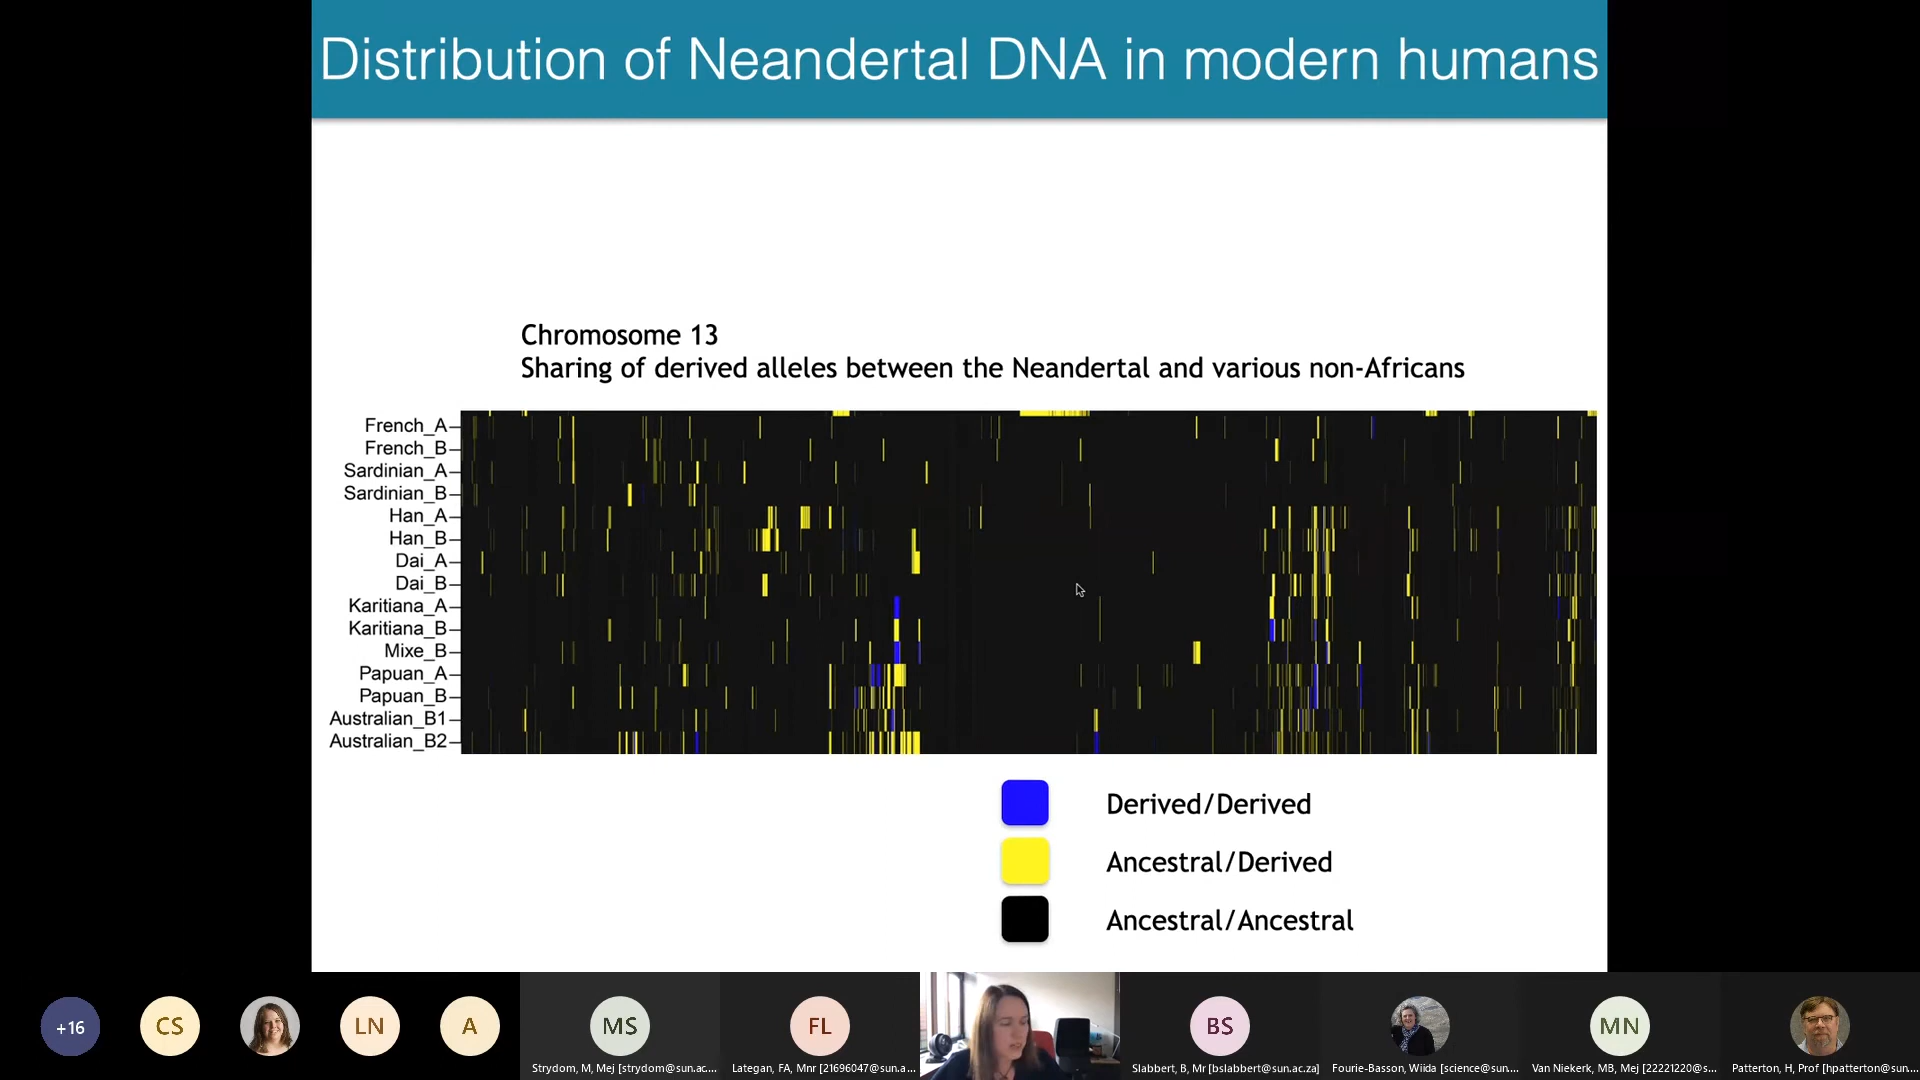 Distribution of Neandertal DNA in modern humans
Chromosome 13
Sharing of derived alleles between the Neandertal and various non-Africans
French_A
French_B
Sardinian_A
Sardinian_B
Han_A
Han_B
Dai_A
Dai_B
Karitiana_A
Karitiana_B
Mixe_B
Papuan_A
Papuan_B
Australian_B1
Australian_B2
Derived/Derived
Ancestral/Derived
Ancestral/Ancestral
+16
CS
LN
A
MS
FL
BS
MN
Strydom, M, Mej [strydom@sun.ac....
Lategan, FA, Mnr [21696047@sun.a...
Slabbert, B, Mr [bslabbert@sun.ac.za]
Fourie-Basson, Wiida [science@sun....
Van Niekerk, MB, Mej [22221220@s...
Patterton, H, Prof [hpatterton@sun....